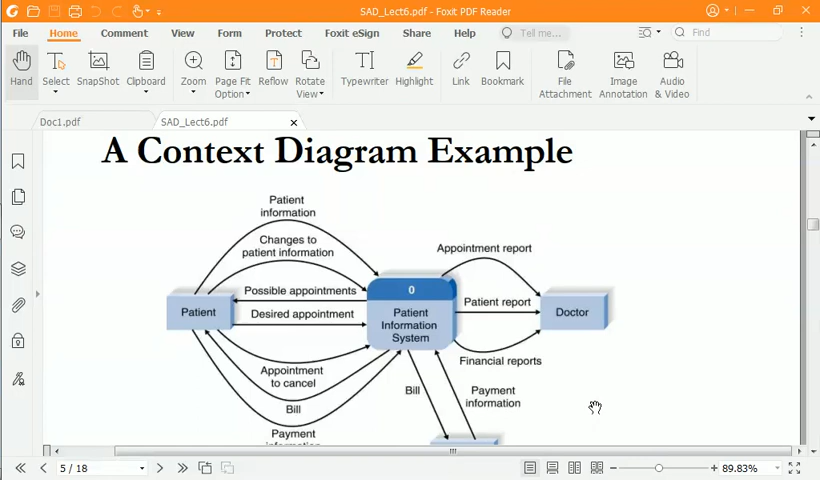 SAD_Lect6.pdf - Foxit PDF Reader
File Home Comment View Form Protect Foxit eSign Share Help Tell me... Find
Hand Select SnapShot Clipboard Zoom Page Fit Option Reflow Rotate View Typewriter Highlight Link Bookmark File Attachment Image Annotation Audio & Video
Doc1.pdf SAD_Lect6.pdf
A Context Diagram Example
Patient
information
Changes to
patient information
Possible appointments
Desired appointment
Patient
Appointment
to cancel
Bill
Payment
0
Patient
Information
System
Appointment report
Patient report
Financial reports
Doctor
Bill
Payment
information
5 / 18
89.83%